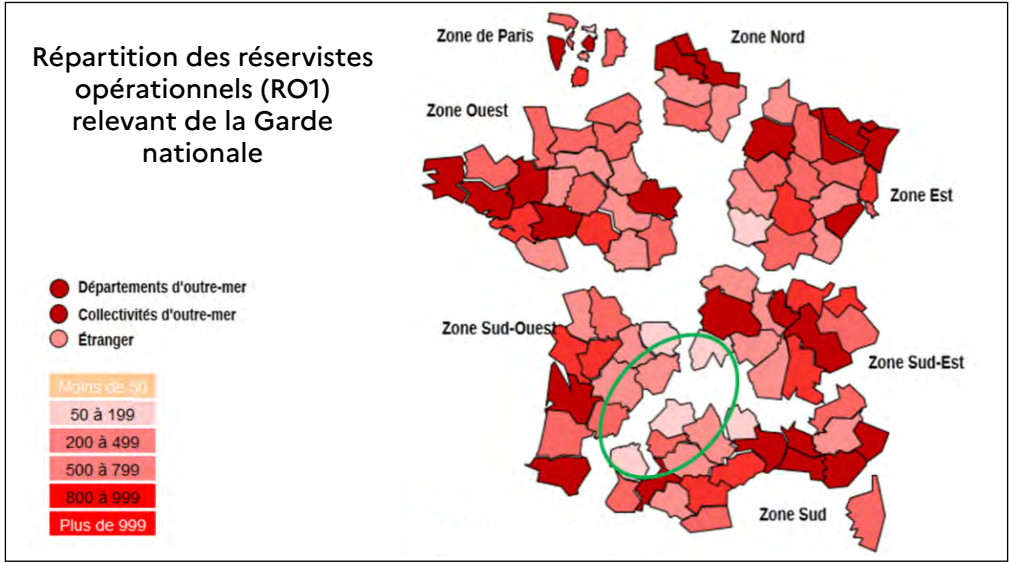 Répartition des réservistes
opérationnels (RO1)
relevant de la Garde
nationale
Zone de Paris
Zone Nord
Zone Ouest
Zone Est
Départements d'outre-mer
Collectivités d'outre-mer
Étranger
Zone Sud-Ouest
Zone Sud-Est
Moins de 50
50 à 199
200 à 499
500 à 799
800 à 999
Plus de 999
Zone Sud